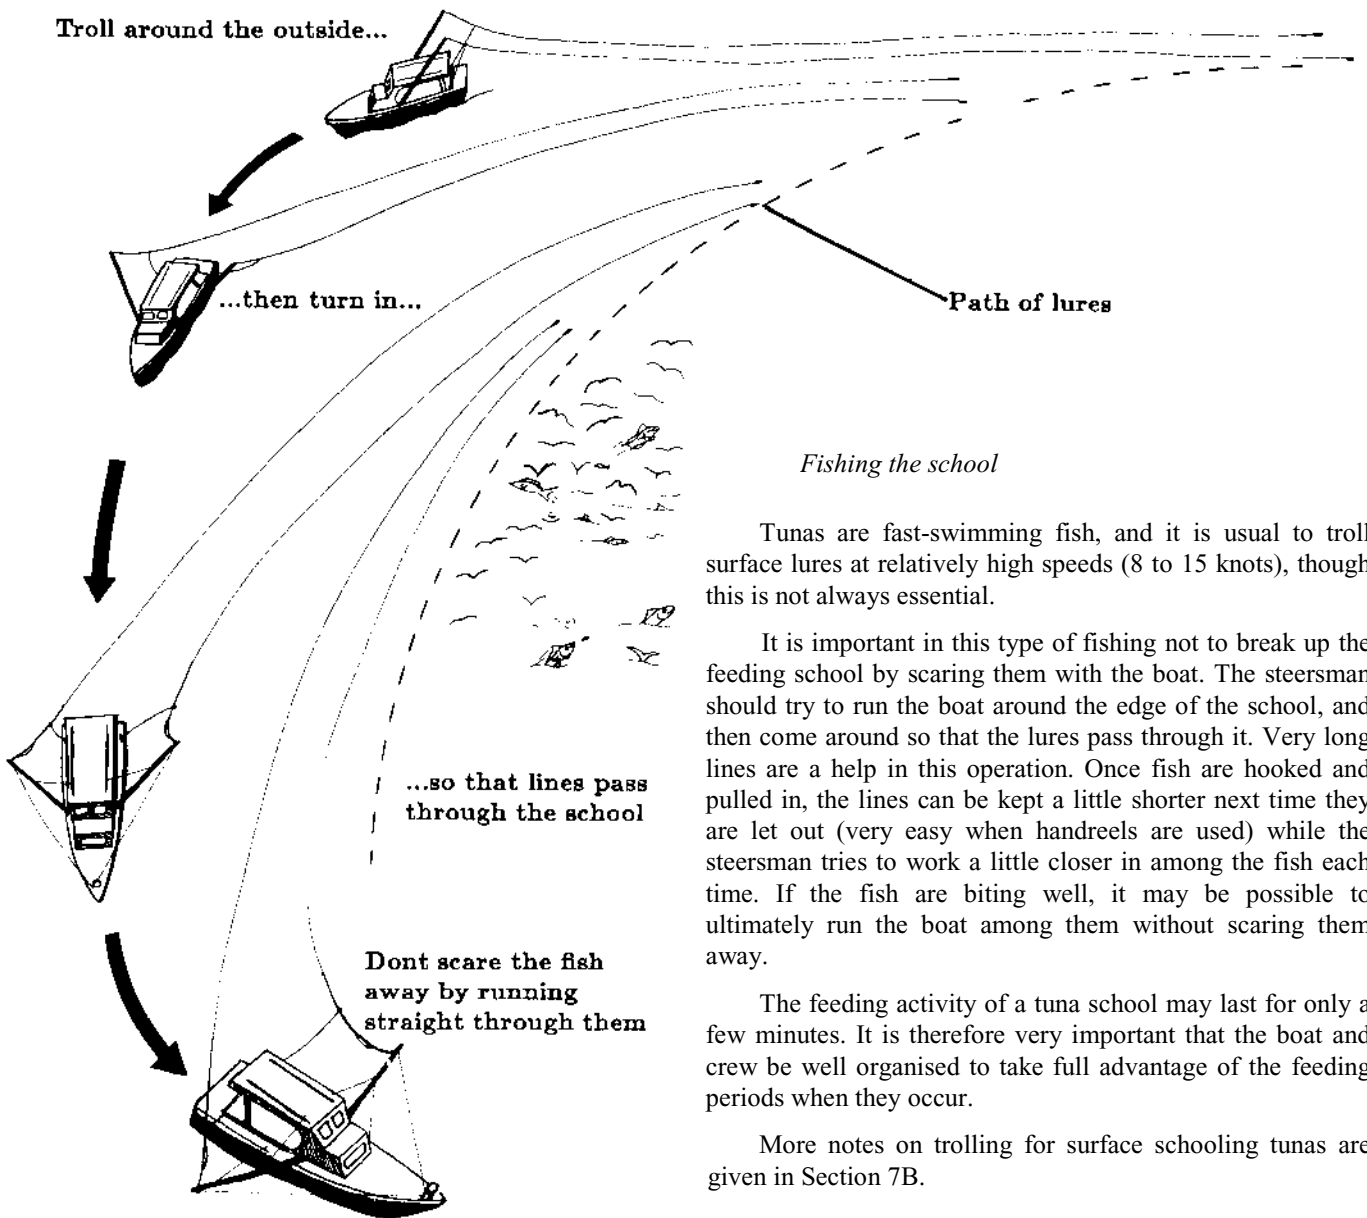 Troll around the outside...
...then turn in...
Path of lures
...so that lines pass
through the school
Dont scare the fish
away by running
straight through them
Fishing the school
Tunas are fast-swimming fish, and it is usual to troll
surface lures at relatively high speeds (8 to 15 knots), though
this is not always essential.
It is important in this type of fishing not to break up the
feeding school by scaring them with the boat. The steersman
should try to run the boat around the edge of the school, and
then come around so that the lures pass through it. Very long
lines are a help in this operation. Once fish are hooked and
pulled in, the lines can be kept a little shorter next time they
are let out (very easy when handreels are used) while the
steersman tries to work a little closer in among the fish each
time. If the fish are biting well, it may be possible to
ultimately run the boat among them without scaring them
away.
The feeding activity of a tuna school may last for only a
few minutes. It is therefore very important that the boat and
crew be well organised to take full advantage of the feeding
periods when they occur.
More notes on trolling for surface schooling tunas are
given in Section 7B.